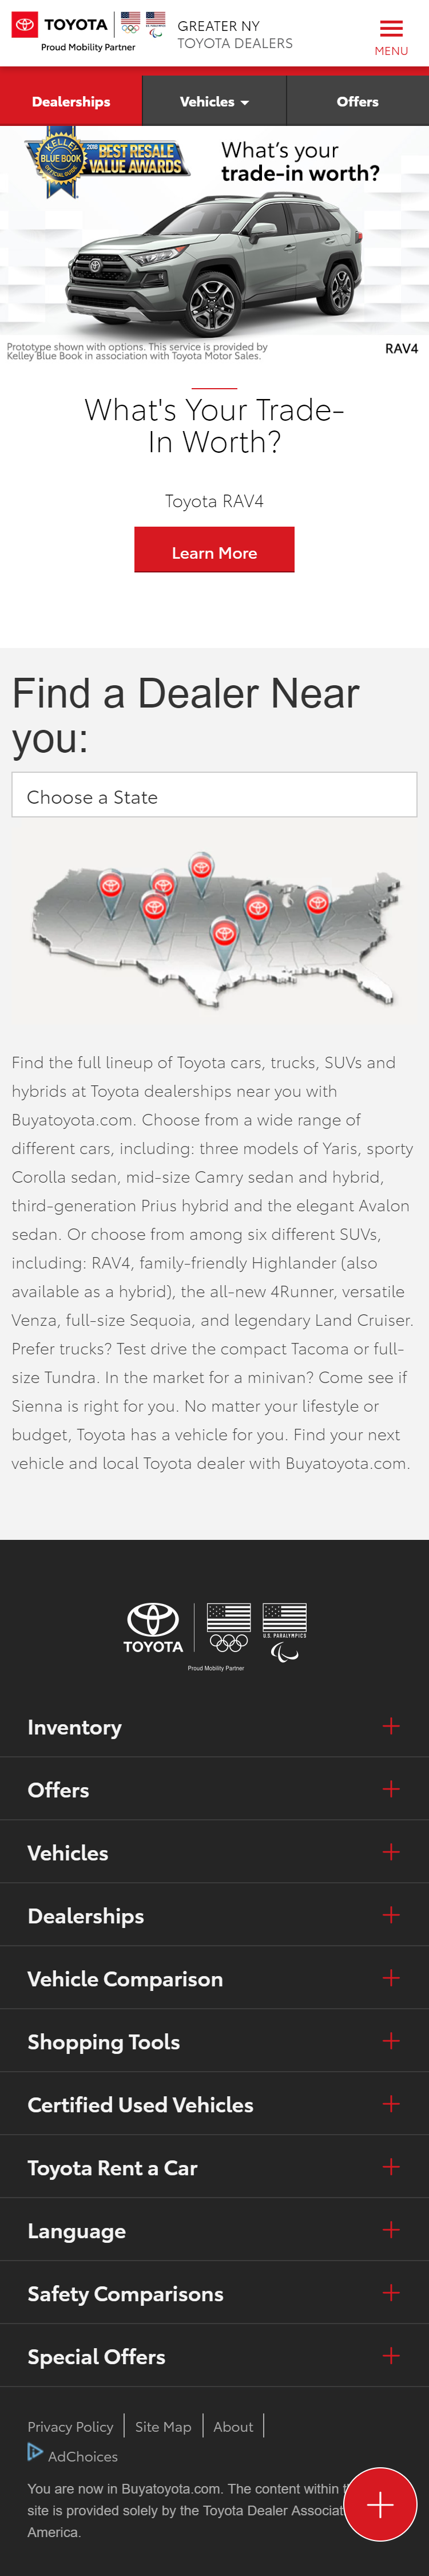 TOYOTA
Proud Mobility Partner
GREATER NY
TOYOTA DEALERS
MENU
Dealerships
Vehicles
Offers
KELLEY
BLUE BOOK
OFFICIAL GUIDE
2018 BEST RESALE
VALUE AWARDS
What's your
trade-in worth?
Prototype shown with options. This service is provided by
Kelley Blue Book in association with Toyota Motor Sales.
RAV4
What's Your Trade-
In Worth?
Toyota RAV4
Learn More
Find a Dealer Near
you:
Choose a State
Find the full lineup of Toyota cars, trucks, SUVs and
hybrids at Toyota dealerships near you with
Buyatoyota.com. Choose from a wide range of
different cars, including: three models of Yaris, sporty
Corolla sedan, mid-size Camry sedan and hybrid,
third-generation Prius hybrid and the elegant Avalon
sedan. Or choose from among six different SUVs,
including: RAV4, family-friendly Highlander (also
available as a hybrid), the all-new 4Runner, versatile
Venza, full-size Sequoia, and legendary Land Cruiser.
Prefer trucks? Test drive the compact Tacoma or full-
size Tundra. In the market for a minivan? Come see if
Sienna is right for you. No matter your lifestyle or
budget, Toyota has a vehicle for you. Find your next
vehicle and local Toyota dealer with Buyatoyota.com.
TOYOTA
U.S. PARALYMPICS
Proud Mobility Partner
Inventory
Offers
Vehicles
Dealerships
Vehicle Comparison
Shopping Tools
Certified Used Vehicles
Toyota Rent a Car
Language
Safety Comparisons
Special Offers
Privacy Policy
Site Map
About
AdChoices
You are now in Buyatoyota.com. The content within
site is provided solely by the Toyota Dealer Associat
America.